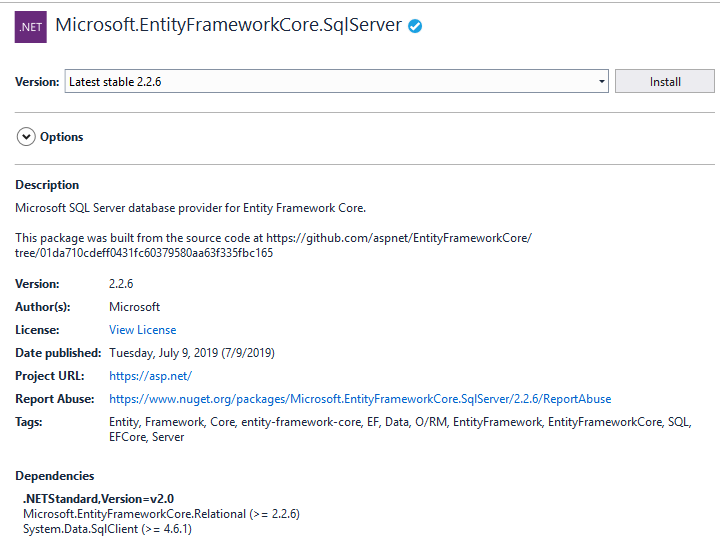 .NET Microsoft.EntityFrameworkCore.SqlServer
Version: Latest stable 2.2.6 Install
Options
Description
Microsoft SQL Server database provider for Entity Framework Core.
This package was built from the source code at https://github.com/aspnet/EntityFrameworkCore/
tree/01da710cdeff0431fc60379580aa63f335fbc165
Version: 2.2.6
Author(s): Microsoft
License: View License
Date published: Tuesday, July 9, 2019 (7/9/2019)
Project URL: https://asp.net/
Report Abuse: https://www.nuget.org/packages/Microsoft.EntityFrameworkCore.SqlServer/2.2.6/ReportAbuse
Tags: Entity, Framework, Core, entity-framework-core, EF, Data, O/RM, EntityFramework, EntityFrameworkCore, SQL,
EFCore, Server
Dependencies
.NETStandard,Version=v2.0
Microsoft.EntityFrameworkCore.Relational (>= 2.2.6)
System.Data.SqlClient (>= 4.6.1)